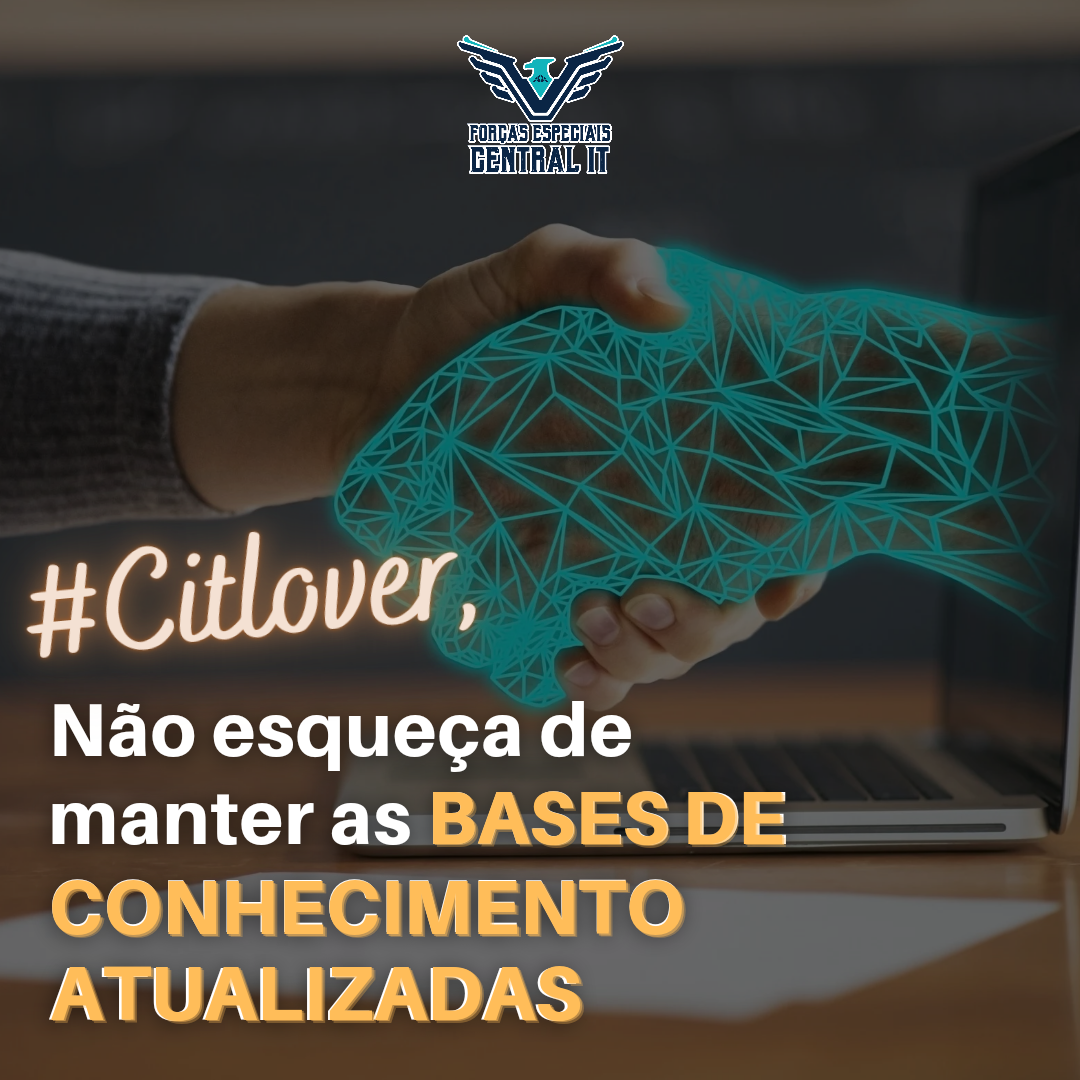 FORÇAS ESPECIAIS
CENTRAL IT
#Citlover,
Não esqueça de
manter as BASES DE
CONHECIMENTO
ATUALIZADAS